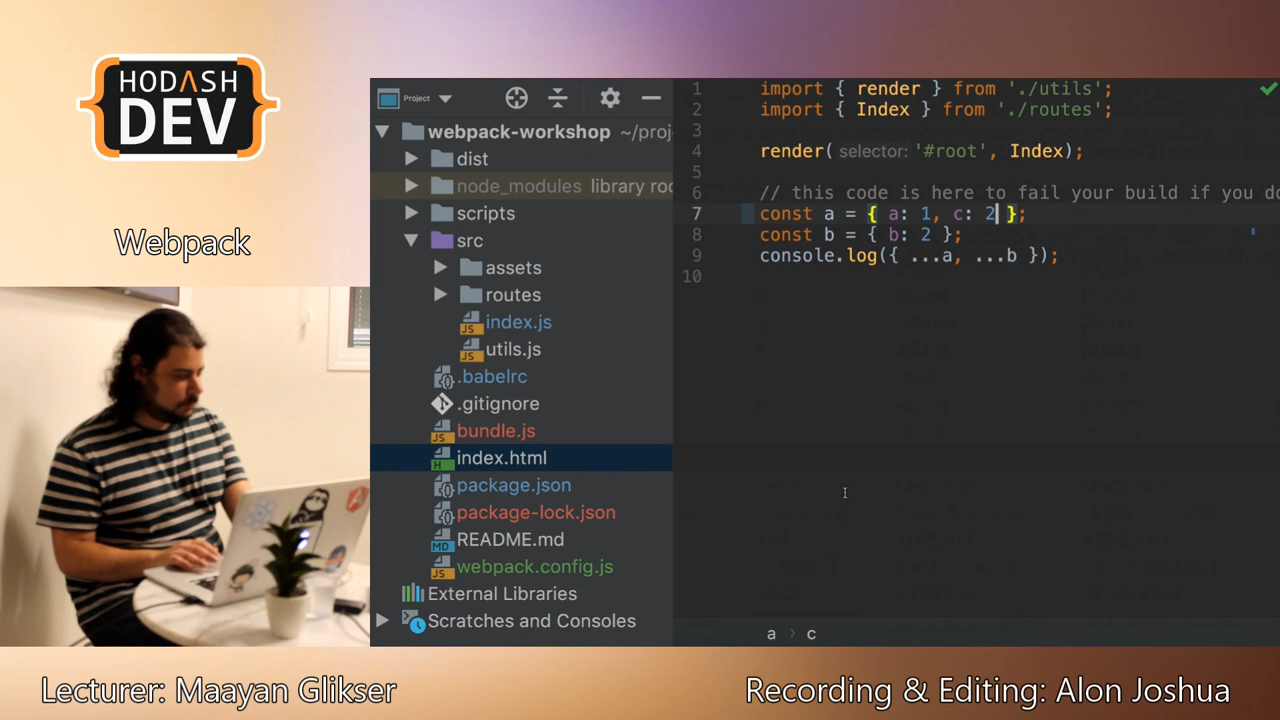 HODASH
DEV
Webpack
Project
webpack-workshop ~/proj
dist
node_modules library roo
scripts
src
assets
routes
index.js
utils.js
.babelrc
.gitignore
bundle.js
index.html
package.json
package-lock.json
README.md
webpack.config.js
External Libraries
Scratches and Consoles
1 import { render } from './utils';
2 import { Index } from './routes';
3
4 render( selector: '#root', Index);
5
6 // this code is here to fail your build if you do
7 const a = { a: 1, c: 2 };
8 const b = { b: 2 };
9 console.log({ ...a, ...b });
10
a › c
Lecturer: Maayan Glikser
Recording & Editing: Alon Joshua